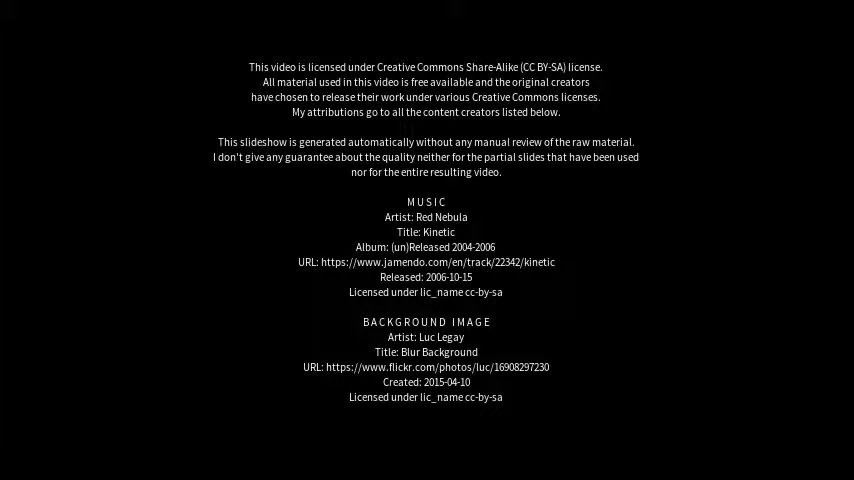 This video is licensed under Creative Commons Share-Alike (CC BY-SA) license.
All material used in this video is free available and the original creators
have chosen to release their work under various Creative Commons licenses.
My attributions go to all the content creators listed below.
This slideshow is generated automatically without any manual review of the raw material.
I don't give any guarantee about the quality neither for the partial slides that have been used
nor for the entire resulting video.
MUSIC
Artist: Red Nebula
Title: Kinetic
Album: (un)Released 2004-2006
URL: https://www.jamendo.com/en/track/22342/kinetic
Released: 2006-10-15
Licensed under lic_name cc-by-sa
BACKGROUND IMAGE
Artist: Luc Legay
Title: Blur Background
URL: https://www.flickr.com/photos/luc/16908297230
Created: 2015-04-10
Licensed under lic_name cc-by-sa